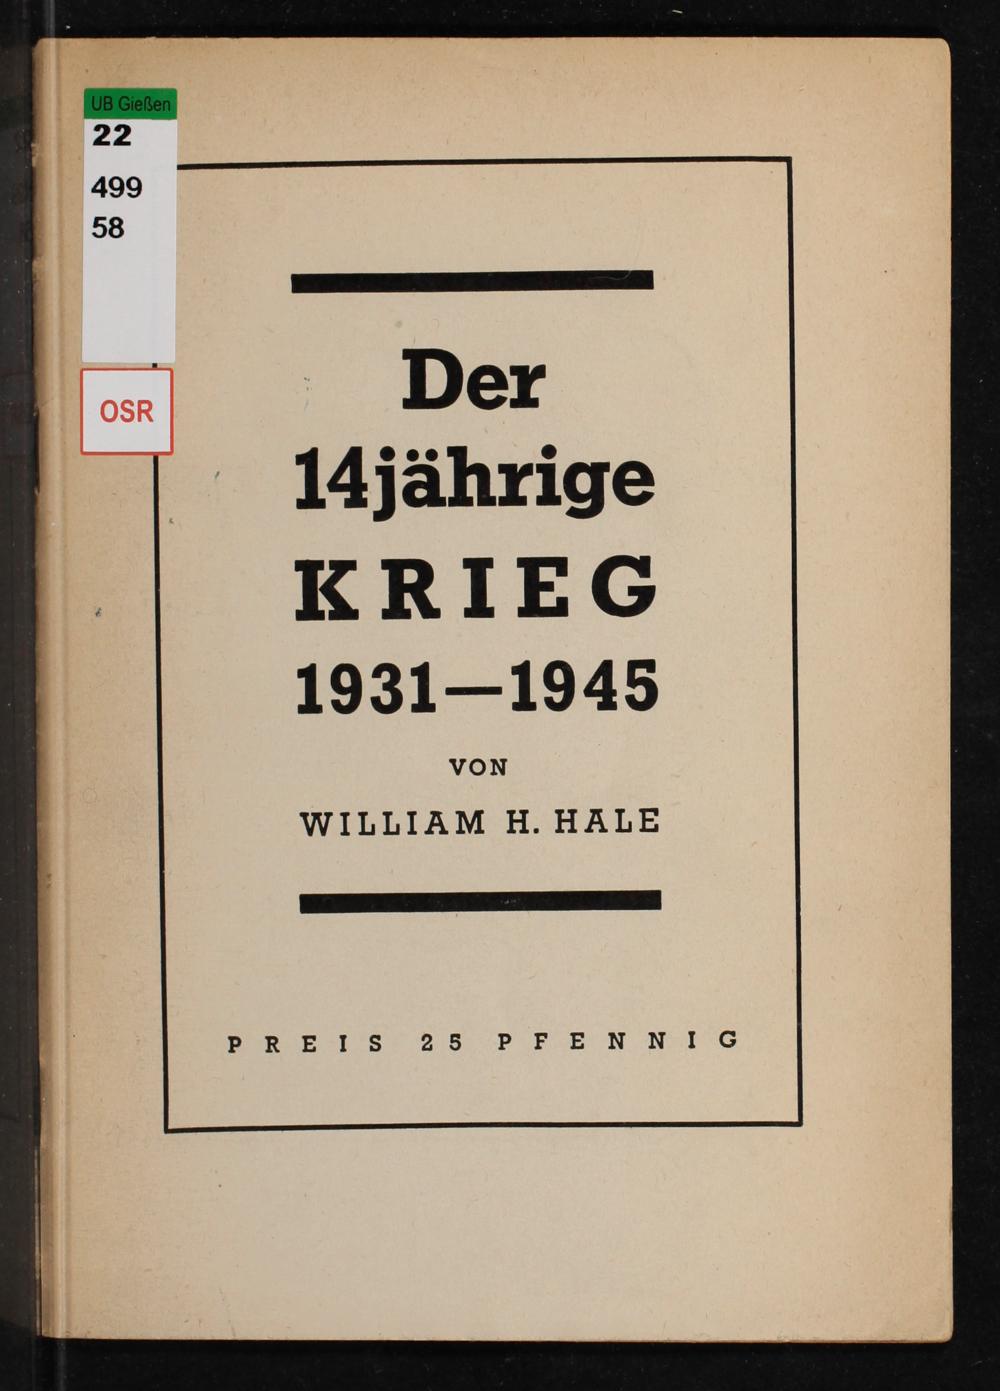 UB Gießen
22
499
58
OSR
Der
14jährige
KRIEG
1931—1945
VON
WILLIAM H. HALE
PREIS 25 PFENNIG